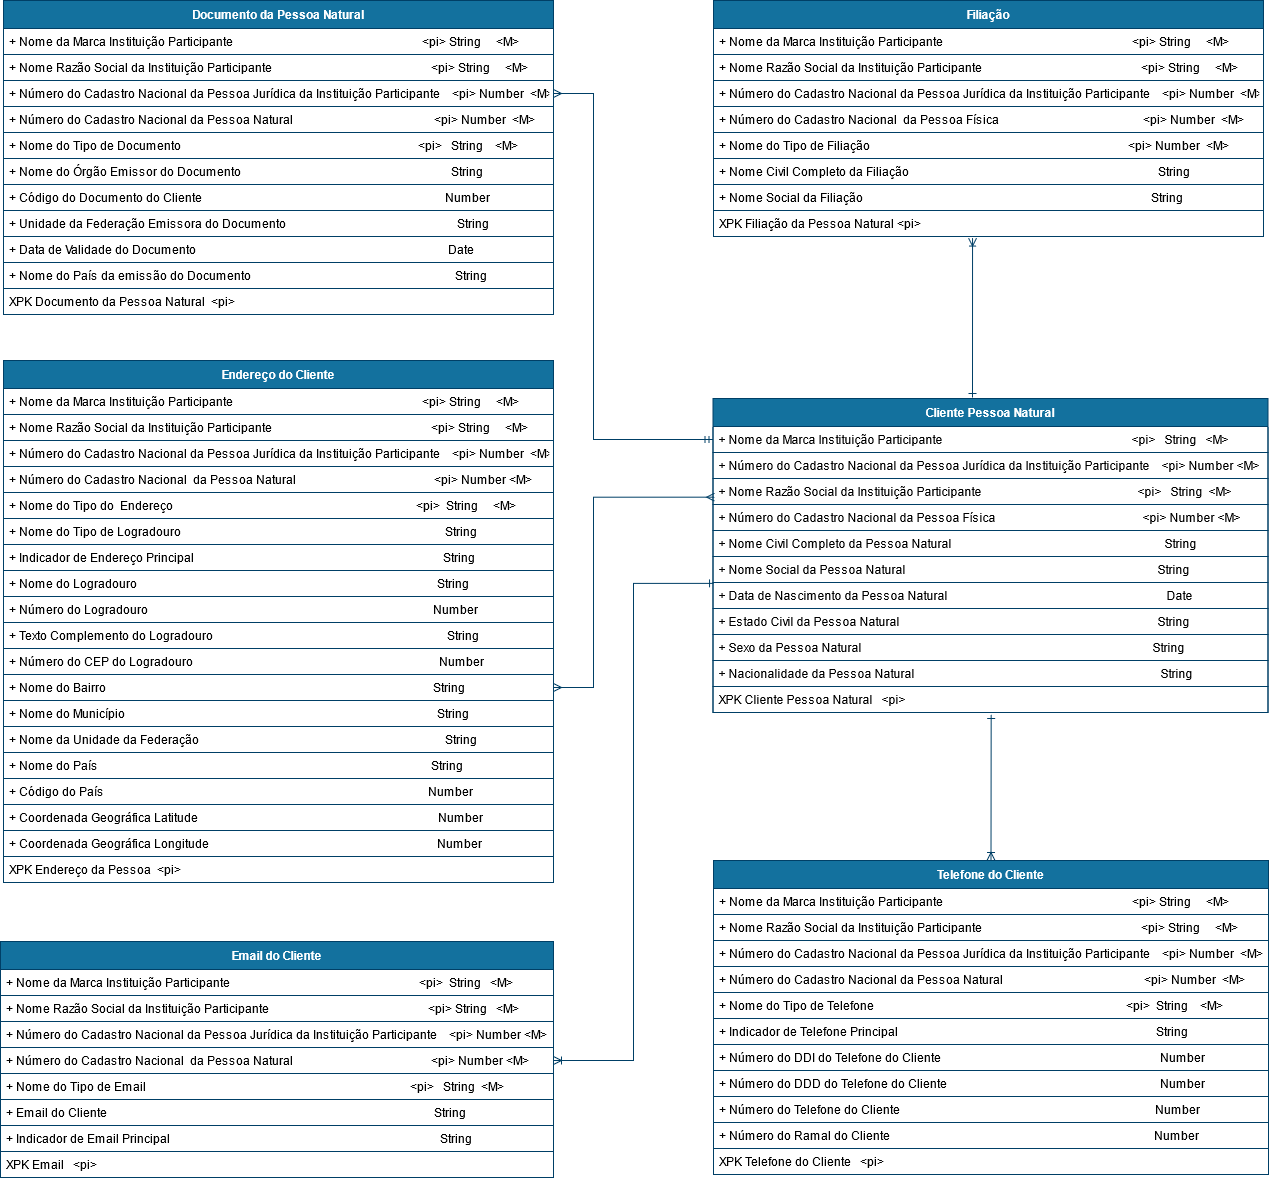 Documento da Pessoa Natural
+ Nome da Marca Instituição Participante <pi> String <M>
+ Nome Razão Social da Instituição Participante <pi> String <M>
+ Número do Cadastro Nacional da Pessoa Jurídica da Instituição Participante <pi> Number <M>
+ Número do Cadastro Nacional da Pessoa Natural <pi> Number <M>
+ Nome do Tipo de Documento <pi> String <M>
+ Nome do Órgão Emissor do Documento String
+ Código do Documento do Cliente Number
+ Unidade da Federação Emissora do Documento String
+ Data de Validade do Documento Date
+ Nome do País da emissão do Documento String
XPK Documento da Pessoa Natural <pi>
Filiação
+ Nome da Marca Instituição Participante <pi> String <M>
+ Nome Razão Social da Instituição Participante <pi> String <M>
+ Número do Cadastro Nacional da Pessoa Jurídica da Instituição Participante <pi> Number <M>
+ Número do Cadastro Nacional da Pessoa Física <pi> Number <M>
+ Nome do Tipo de Filiação <pi> Number <M>
+ Nome Civil Completo da Filiação String
+ Nome Social da Filiação String
XPK Filiação da Pessoa Natural <pi>
Endereço do Cliente
+ Nome da Marca Instituição Participante <pi> String <M>
+ Nome Razão Social da Instituição Participante <pi> String <M>
+ Número do Cadastro Nacional da Pessoa Jurídica da Instituição Participante <pi> Number <M>
+ Número do Cadastro Nacional da Pessoa Natural <pi> Number <M>
+ Nome do Tipo do Endereço <pi> String <M>
+ Nome do Tipo de Logradouro String
+ Indicador de Endereço Principal String
+ Nome do Logradouro String
+ Número do Logradouro Number
+ Texto Complemento do Logradouro String
+ Número do CEP do Logradouro Number
+ Nome do Bairro String
+ Nome do Município String
+ Nome da Unidade da Federação String
+ Nome do País String
+ Código do País Number
+ Coordenada Geográfica Latitude Number
+ Coordenada Geográfica Longitude Number
XPK Endereço da Pessoa <pi>
Cliente Pessoa Natural
+ Nome da Marca Instituição Participante <pi> String <M>
+ Número do Cadastro Nacional da Pessoa Jurídica da Instituição Participante <pi> Number <M>
+ Nome Razão Social da Instituição Participante <pi> String <M>
+ Número do Cadastro Nacional da Pessoa Física <pi> Number <M>
+ Nome Civil Completo da Pessoa Natural String
+ Nome Social da Pessoa Natural String
+ Data de Nascimento da Pessoa Natural Date
+ Estado Civil da Pessoa Natural String
+ Sexo da Pessoa Natural String
+ Nacionalidade da Pessoa Natural String
XPK Cliente Pessoa Natural <pi>
Email do Cliente
+ Nome da Marca Instituição Participante <pi> String <M>
+ Nome Razão Social da Instituição Participante <pi> String <M>
+ Número do Cadastro Nacional da Pessoa Jurídica da Instituição Participante <pi> Number <M>
+ Número do Cadastro Nacional da Pessoa Natural <pi> Number <M>
+ Nome do Tipo de Email <pi> String <M>
+ Email do Cliente String
+ Indicador de Email Principal String
XPK Email <pi>
Telefone do Cliente
+ Nome da Marca Instituição Participante <pi> String <M>
+ Nome Razão Social da Instituição Participante <pi> String <M>
+ Número do Cadastro Nacional da Pessoa Jurídica da Instituição Participante <pi> Number <M>
+ Número do Cadastro Nacional da Pessoa Natural <pi> Number <M>
+ Nome do Tipo de Telefone <pi> String <M>
+ Indicador de Telefone Principal String
+ Número do DDI do Telefone do Cliente Number
+ Número do DDD do Telefone do Cliente Number
+ Número do Telefone do Cliente Number
+ Número do Ramal do Cliente Number
XPK Telefone do Cliente <pi>